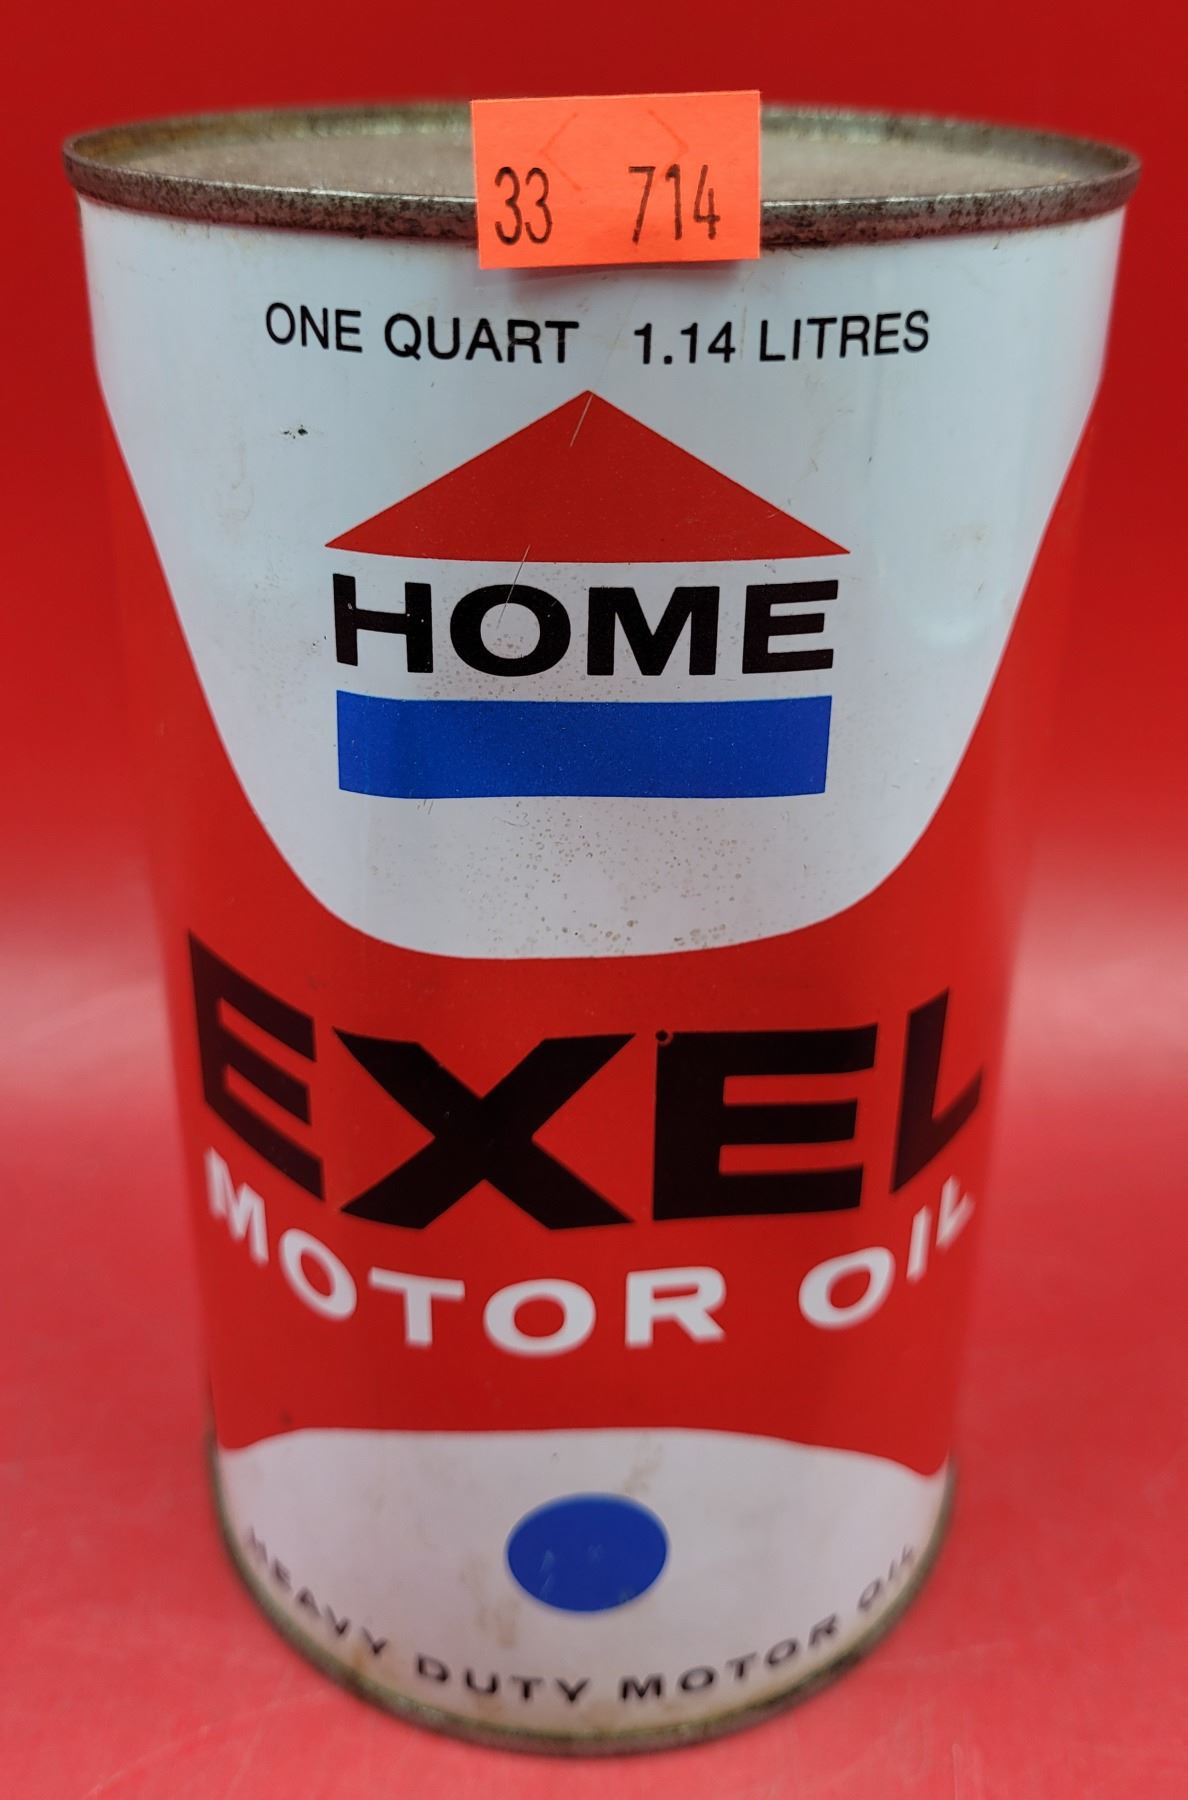 33 714
ONE QUART 1.14 LITRES
HOME
EXEL
MOTOR OIL
HEAVY DUTY MOTOR OIL